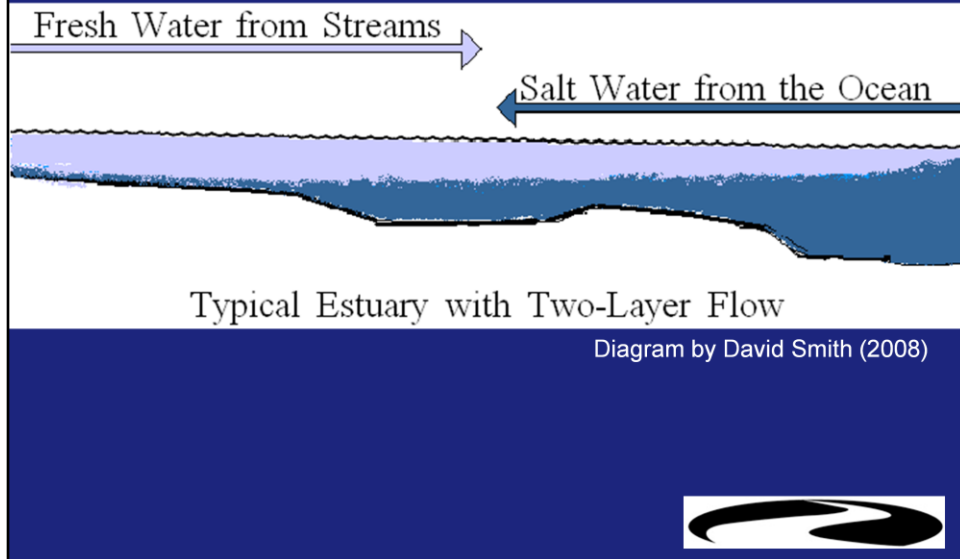 Fresh Water from Streams
Salt Water from the Ocean
Typical Estuary with Two-Layer Flow
Diagram by David Smith (2008)